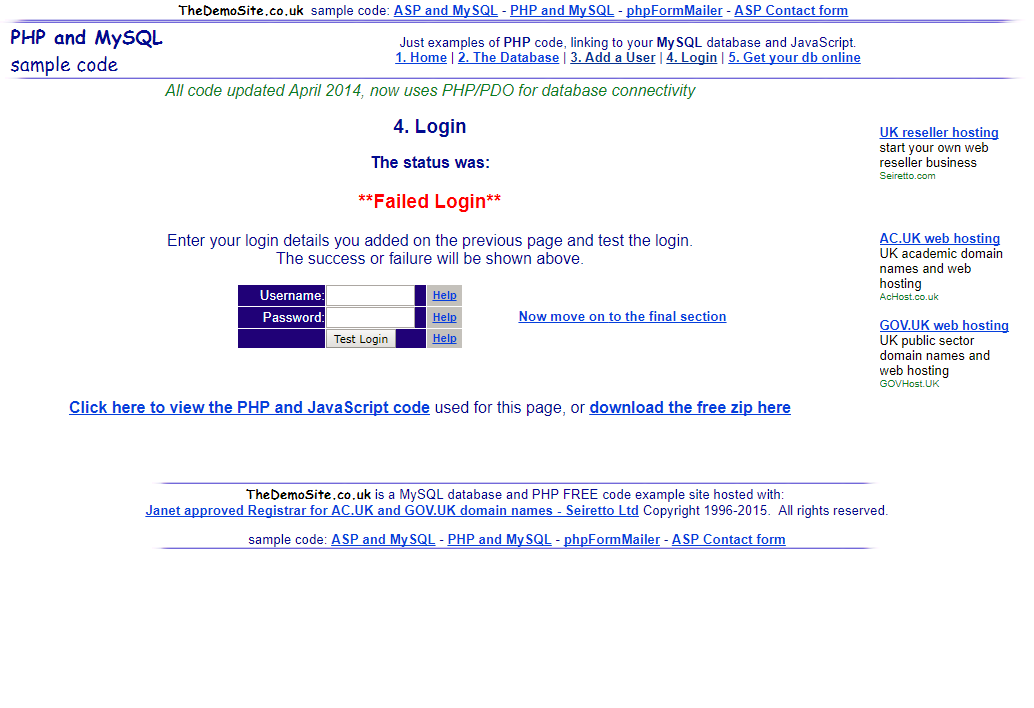 TheDemoSite.co.uk sample code: ASP and MySQL - PHP and MySQL - phpFormMailer - ASP Contact form
PHP and MySQL
sample code
Just examples of PHP code, linking to your MySQL database and JavaScript.
1. Home | 2. The Database | 3. Add a User | 4. Login | 5. Get your db online
All code updated April 2014, now uses PHP/PDO for database connectivity
4. Login
The status was:
**Failed Login**
Enter your login details you added on the previous page and test the login.
The success or failure will be shown above.
Username: Help
Password: Help
Test Login Help
Now move on to the final section
Click here to view the PHP and JavaScript code used for this page, or download the free zip here
UK reseller hosting
start your own web
reseller business
Seiretto.com
AC.UK web hosting
UK academic domain
names and web
hosting
AcHost.co.uk
GOV.UK web hosting
UK public sector
domain names and
web hosting
GOVHost.UK
TheDemoSite.co.uk is a MySQL database and PHP FREE code example site hosted with:
Janet approved Registrar for AC.UK and GOV.UK domain names - Seiretto Ltd Copyright 1996-2015. All rights reserved.
sample code: ASP and MySQL - PHP and MySQL - phpFormMailer - ASP Contact form